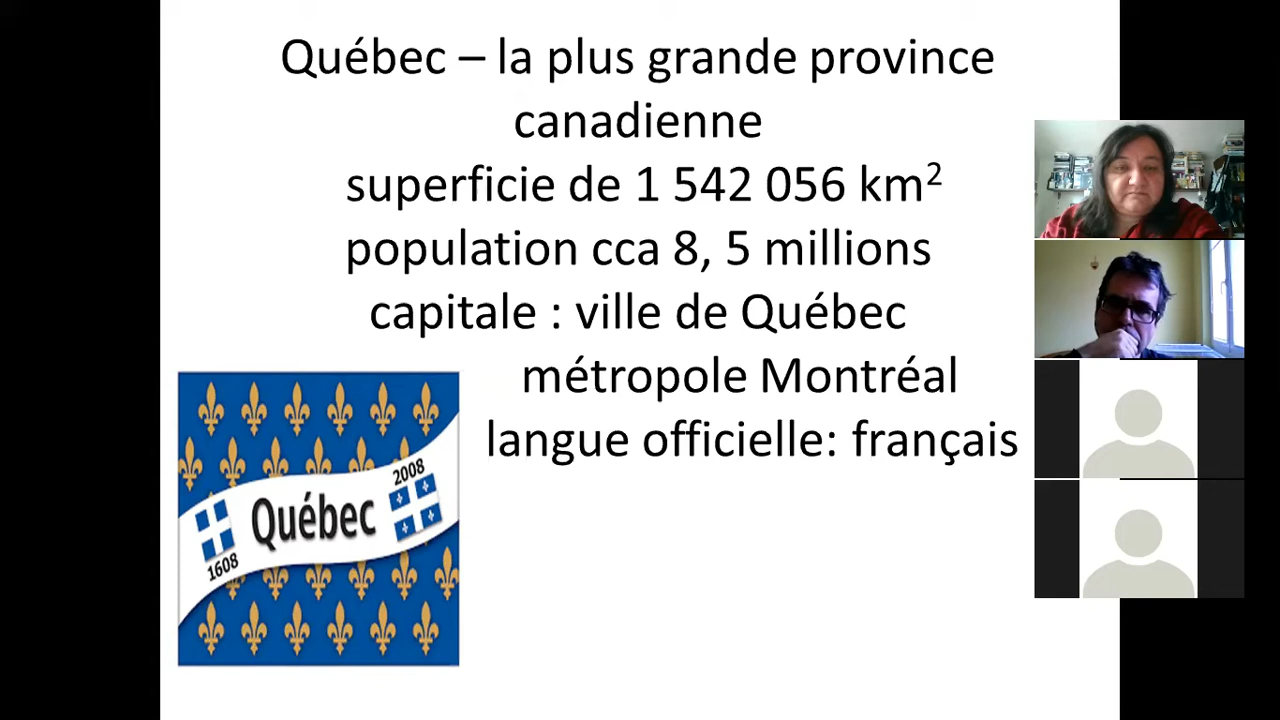 Québec – la plus grande province
canadienne
superficie de 1 542 056 km²
population cca 8, 5 millions
capitale : ville de Québec
métropole Montréal
langue officielle: français
2008
Québec
1608